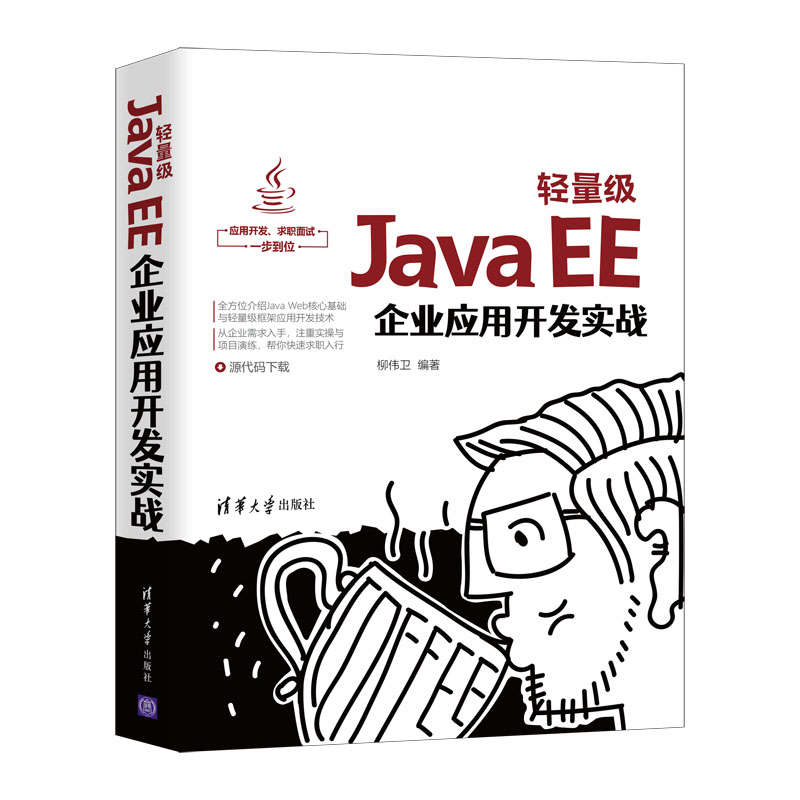 轻量级
Java EE
企业应用开发实战
清华大学出版社
轻量级
Java EE
企业应用开发实战
柳伟卫 编著
应用开发、求职面试
一步到位
全方位介绍Java Web核心基础
与轻量级框架应用开发技术
从企业需求入手，注重实操与
项目演练，帮你快速求职入行
源代码下载
清华大学出版社
COFFEE